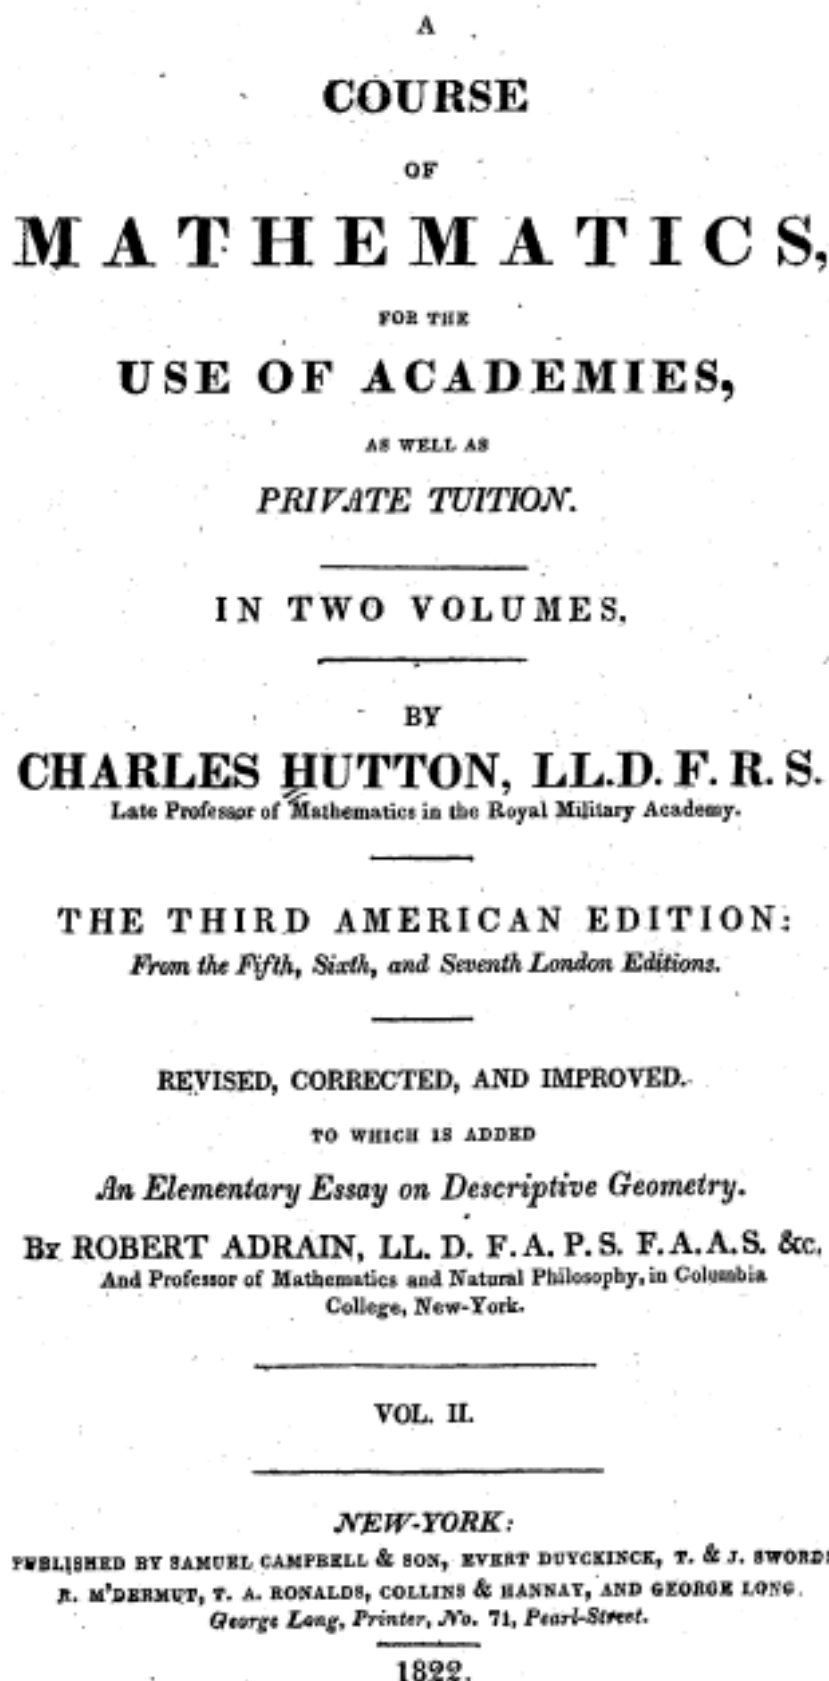 A
COURSE
OF
MATHEMATICS,
FOR THE
USE OF ACADEMIES,
AS WELL AS
PRIVATE TUITION.
IN TWO VOLUMES.
BY
CHARLES HUTTON, LL.D. F. R. S.
Late Professor of Mathematics in the Royal Military Academy.
THE THIRD AMERICAN EDITION:
From the Fifth, Sixth, and Seventh London Editions.
REVISED, CORRECTED, AND IMPROVED.
TO WHICH IS ADDED
An Elementary Essay on Descriptive Geometry.
By ROBERT ADRAIN, LL. D. F. A. P. S. F. A. A. S. &c.
And Professor of Mathematics and Natural Philosophy, in Columbia
College, New-York.
VOL. II.
NEW-YORK:
PUBLISHED BY SAMUEL CAMPBELL & SON, EVERT DUYCKINCK, T. & J. SWORDS
R. M'DERMUT, T. A. RONALDS, COLLINS & HANNAY, AND GEORGE LONG.
George Long, Printer, No. 71, Pearl-Street.
1822.